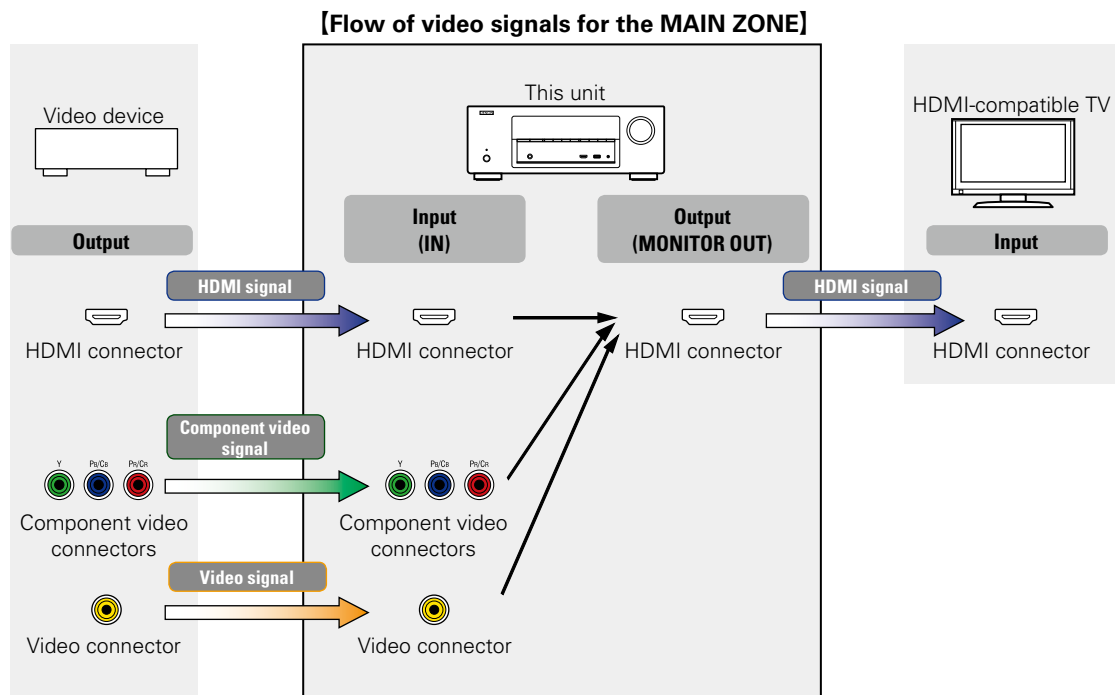 【Flow of video signals for the MAIN ZONE】
Video device
This unit
HDMI-compatible TV
Output
Input
(IN)
Output
(MONITOR OUT)
Input
HDMI signal
HDMI signal
HDMI connector
HDMI connector
HDMI connector
HDMI connector
Component video
signal
Y PB/CB PR/CR
Y PB/CB PR/CR
Component video
connectors
Component video
connectors
Video signal
Video connector
Video connector